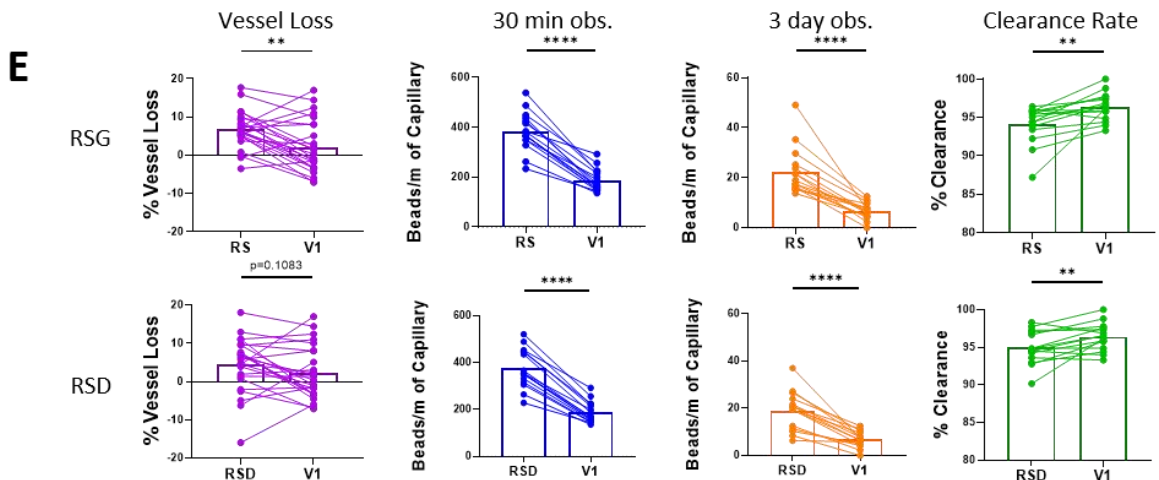 E
Vessel Loss
30 min obs.
3 day obs.
Clearance Rate
RSG
**
% Vessel Loss
20
10
0
-10
-20
RS V1
****
Beads/m of Capillary
600
400
200
0
RS V1
****
Beads/m of Capillary
60
40
20
0
RS V1
**
% Clearance
100
95
90
85
80
RS V1
RSD
p=0.1083
% Vessel Loss
20
10
0
-10
-20
RSD V1
****
Beads/m of Capillary
600
400
200
0
RSD V1
****
Beads/m of Capillary
60
40
20
0
RSD V1
**
% Clearance
100
95
90
85
80
RSD V1